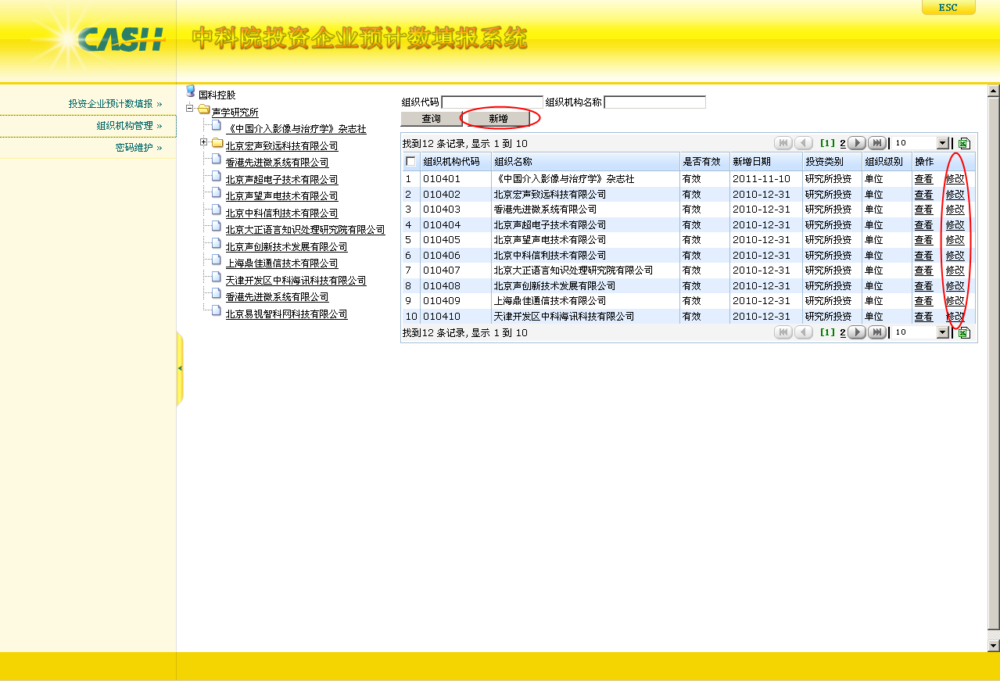 ESC
CASH
中科院投资企业预计数填报系统
投资企业预计数填报 »
组织机构管理 »
密码维护 »
国科控股
声学研究所
《中国介入影像与治疗学》杂志社
北京宏声致远科技有限公司
香港先进微系统有限公司
北京声超电子技术有限公司
北京声望声电技术有限公司
北京中科信利技术有限公司
北京大正语言知识处理研究院有限公司
北京声创新技术发展有限公司
上海鼎佳通信技术有限公司
天津开发区中科海讯科技有限公司
香港先进微系统有限公司
北京易视智科网科技有限公司
组织代码 组织机构名称
查询 新增
找到12 条记录, 显示 1 到 10 [1] 2 10
组织机构代码 组织名称 是否有效 新增日期 投资类别 组织级别 操作
1 010401 《中国介入影像与治疗学》杂志社 有效 2011-11-10 研究所投资 单位 查看 修改
2 010402 北京宏声致远科技有限公司 有效 2010-12-31 研究所投资 单位 查看 修改
3 010403 香港先进微系统有限公司 有效 2010-12-31 研究所投资 单位 查看 修改
4 010404 北京声超电子技术有限公司 有效 2010-12-31 研究所投资 单位 查看 修改
5 010405 北京声望声电技术有限公司 有效 2010-12-31 研究所投资 单位 查看 修改
6 010406 北京中科信利技术有限公司 有效 2010-12-31 研究所投资 单位 查看 修改
7 010407 北京大正语言知识处理研究院有限公司 有效 2010-12-31 研究所投资 单位 查看 修改
8 010408 北京声创新技术发展有限公司 有效 2010-12-31 研究所投资 单位 查看 修改
9 010409 上海鼎佳通信技术有限公司 有效 2010-12-31 研究所投资 单位 查看 修改
10 010410 天津开发区中科海讯科技有限公司 有效 2010-12-31 研究所投资 单位 查看 修改
找到12 条记录, 显示 1 到 10 [1] 2 10